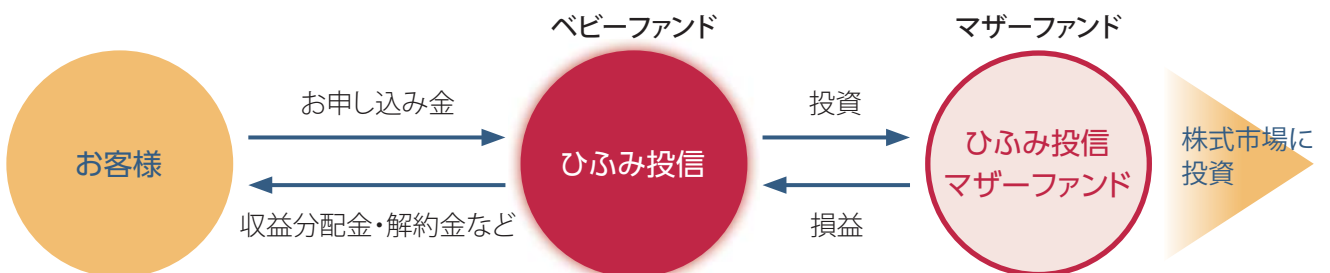 ベビーファンド
マザーファンド
お客様
お申し込み金
収益分配金・解約金など
ひふみ投信
投資
損益
ひふみ投信
マザーファンド
株式市場に
投資